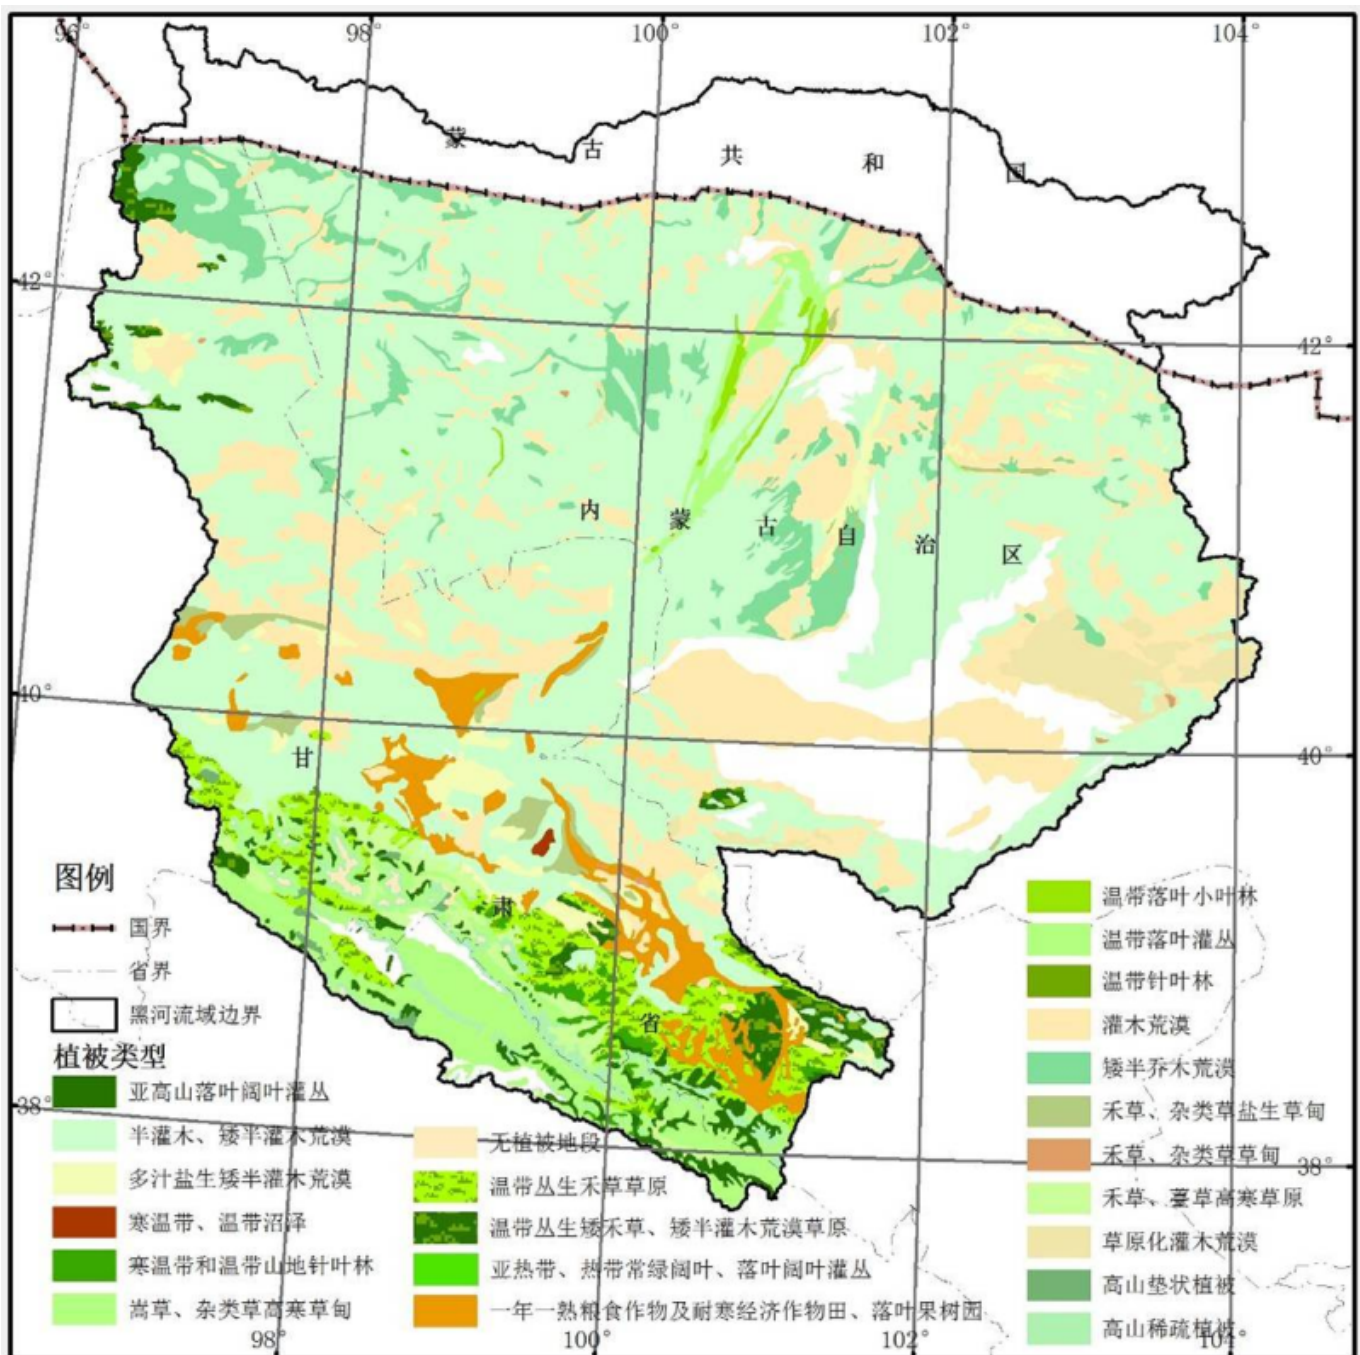 96°
98°
100°
102°
104°
蒙 古 共 和 国
42°
42°
内 蒙 古 自 治 区
40°
40°
甘
肃
省
38°
38°
98°
100°
102°
104°
图例
国界
省界
黑河流域边界
植被类型
亚高山落叶阔叶灌丛
半灌木、矮半灌木荒漠
多汁盐生矮半灌木荒漠
寒温带、温带沼泽
寒温带和温带山地针叶林
嵩草、杂类草高寒草甸
无植被地段
温带丛生禾草草原
温带丛生矮禾草、矮半灌木荒漠草原
亚热带、热带常绿阔叶、落叶阔叶灌丛
一年一熟粮食作物及耐寒经济作物田、落叶果树园
温带落叶小叶林
温带落叶灌丛
温带针叶林
灌木荒漠
矮半乔木荒漠
禾草、杂类草盐生草甸
禾草、杂类草草甸
禾草、薹草高寒草原
草原化灌木荒漠
高山垫状植被
高山稀疏植被